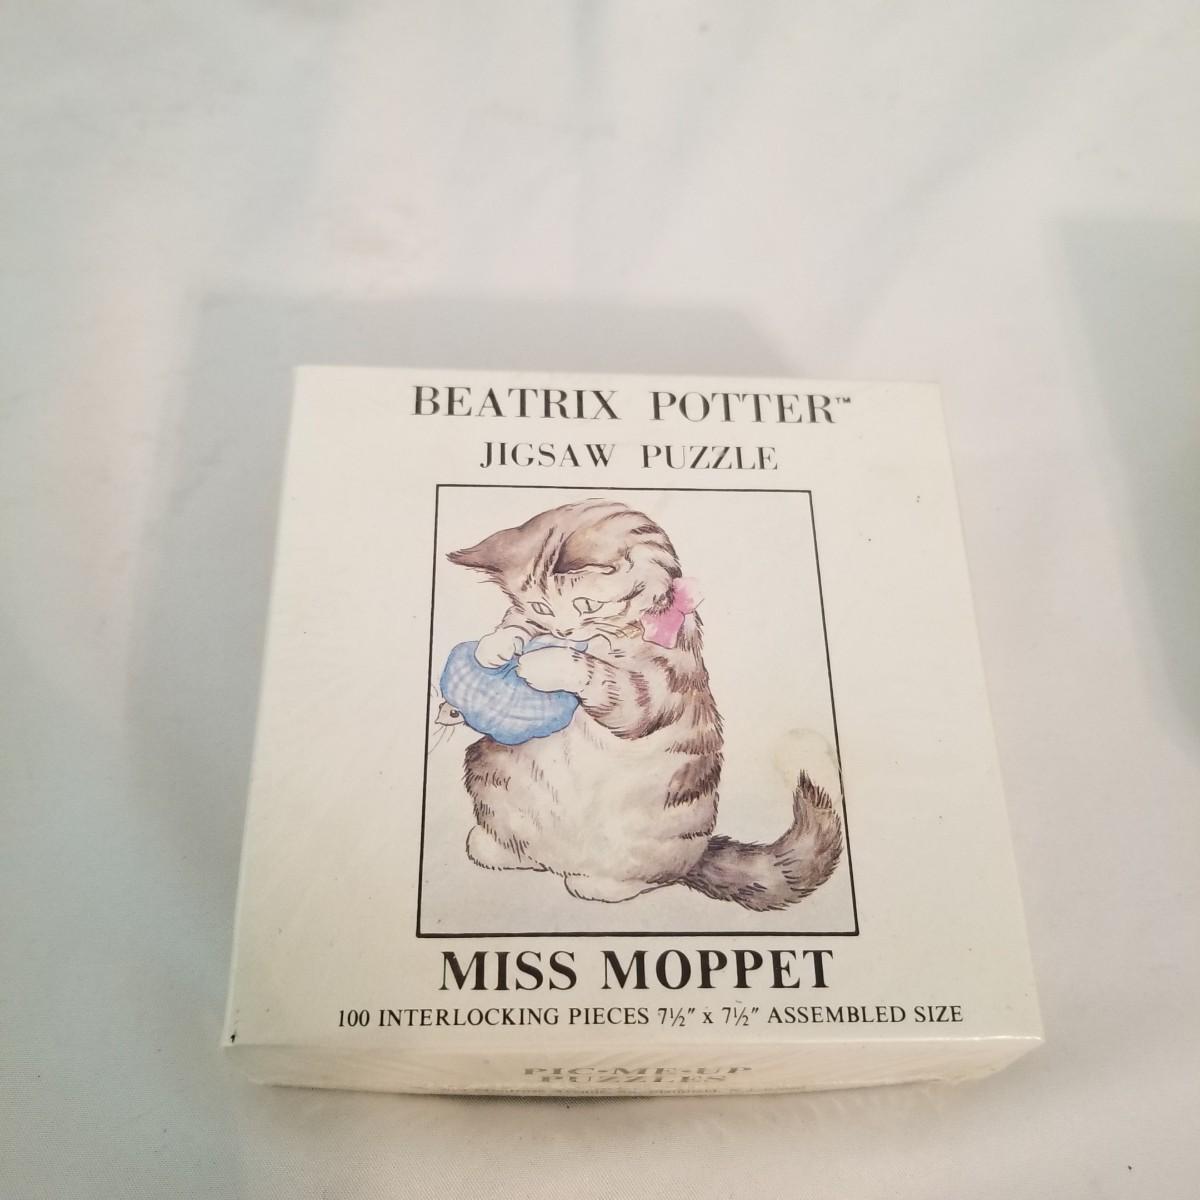 BEATRIX POTTER™
JIGSAW PUZZLE
MISS MOPPET
100 INTERLOCKING PIECES 7½" x 7½" ASSEMBLED SIZE
PIC-ME-UP
PUZZLES